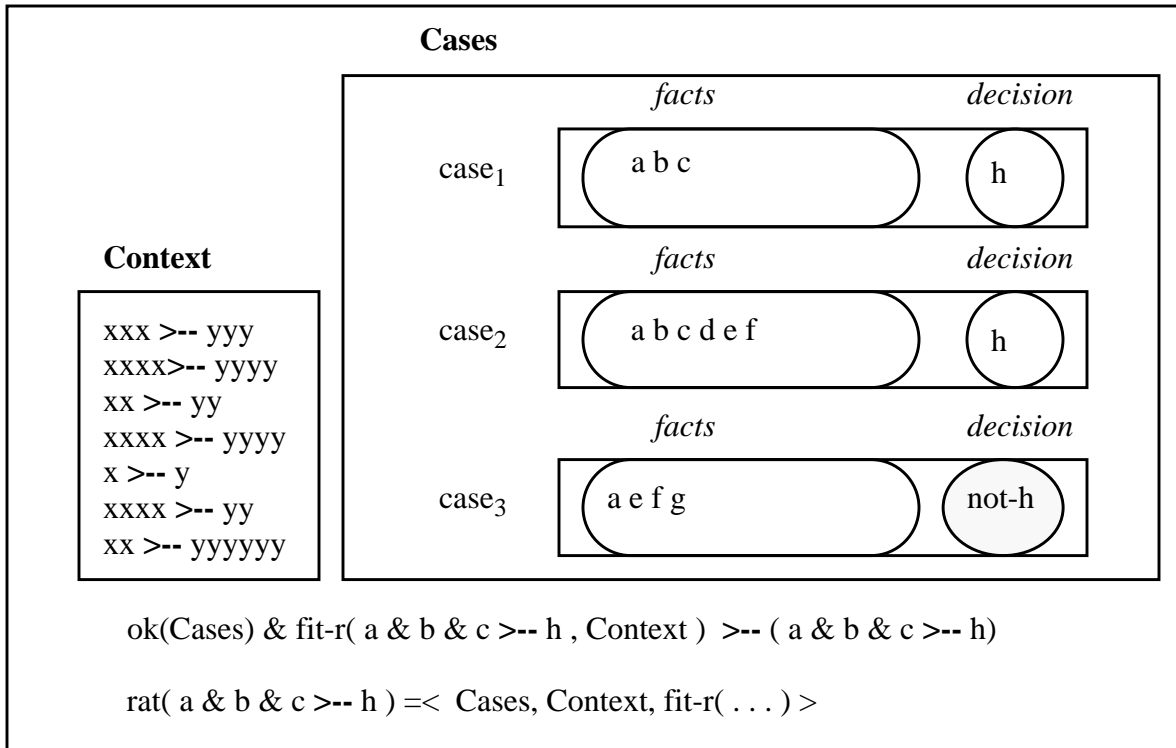 Cases
facts decision
case1 a b c h
Context
facts decision
xxx >-- yyy
xxxx>-- yyyy
xx >-- yy
xxxx >-- yyyy
x >-- y
xxxx >-- yy
xx >-- yyyyyy
case2 a b c d e f h
facts decision
case3 a e f g not-h
ok(Cases) & fit-r( a & b & c >-- h , Context ) >-- ( a & b & c >-- h)
rat( a & b & c >-- h ) =< Cases, Context, fit-r( . . . ) >